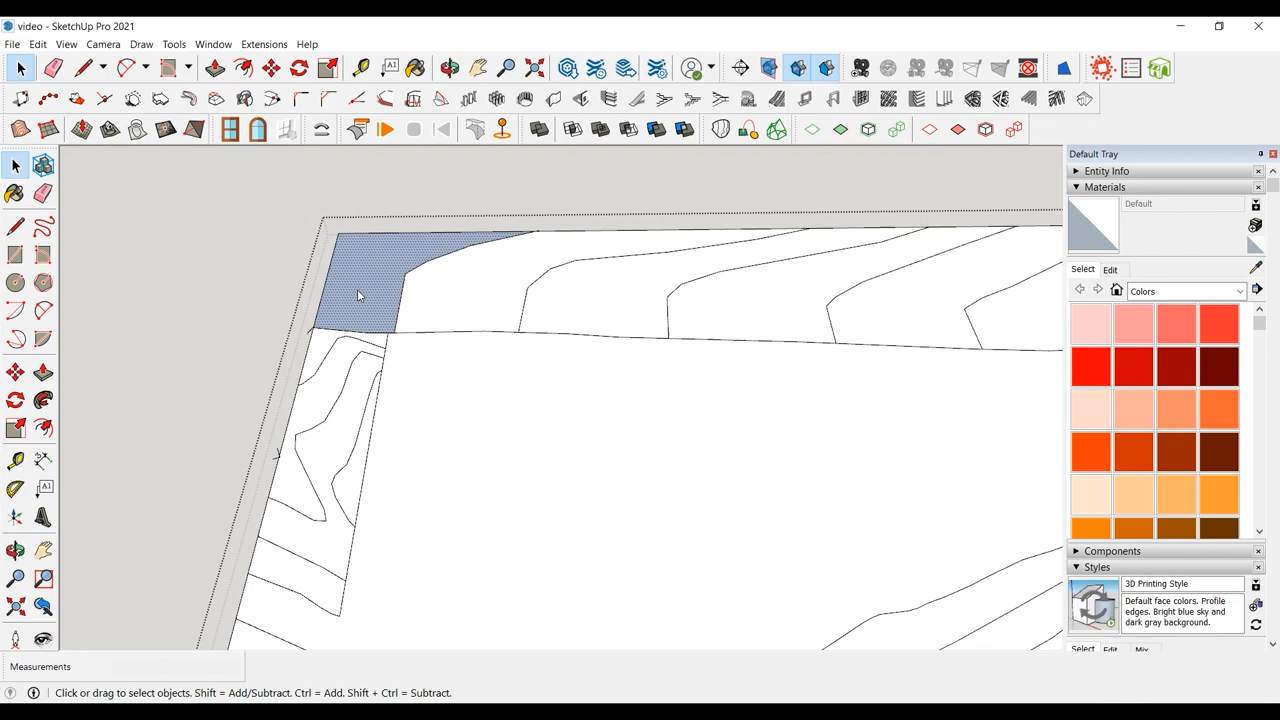 video - SketchUp Pro 2021
File Edit View Camera Draw Tools Window Extensions Help
Default Tray
Entity Info
Materials
Default
Select Edit
Colors
Components
Styles
3D Printing Style
Default face colors. Profile
edges. Bright blue sky and
dark gray background.
Select Edit Mix
Measurements
Click or drag to select objects. Shift = Add/Subtract. Ctrl = Add. Shift + Ctrl = Subtract.